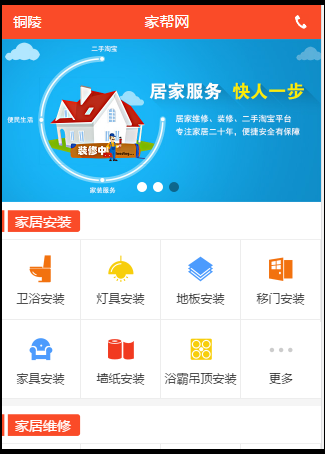 铜陵
家帮网
二手淘宝
便民生活
装修中
家装服务
居家服务 快人一步
居家维修、装修、二手淘宝平台
专注家居二十年，便捷安全有保障
家居安装
卫浴安装
灯具安装
地板安装
移门安装
家具安装
墙纸安装
浴霸吊顶安装
更多
家居维修